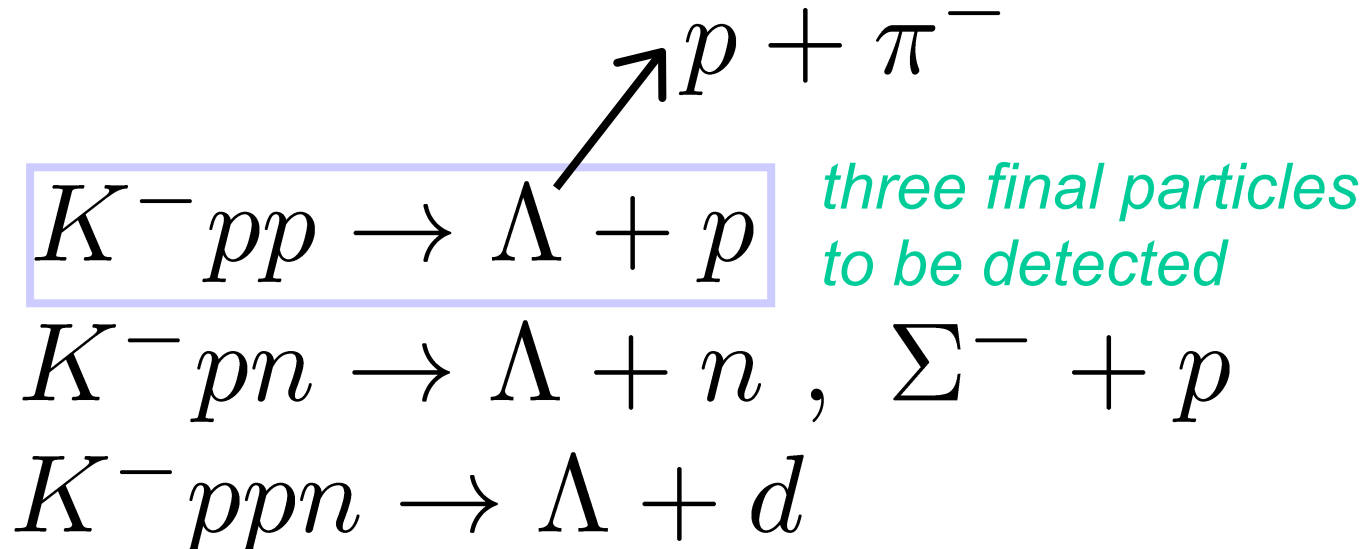 p + π⁻
K⁻pp → Λ + p
three final particles
to be detected
K⁻pn → Λ + n , Σ⁻ + p
K⁻ppn → Λ + d